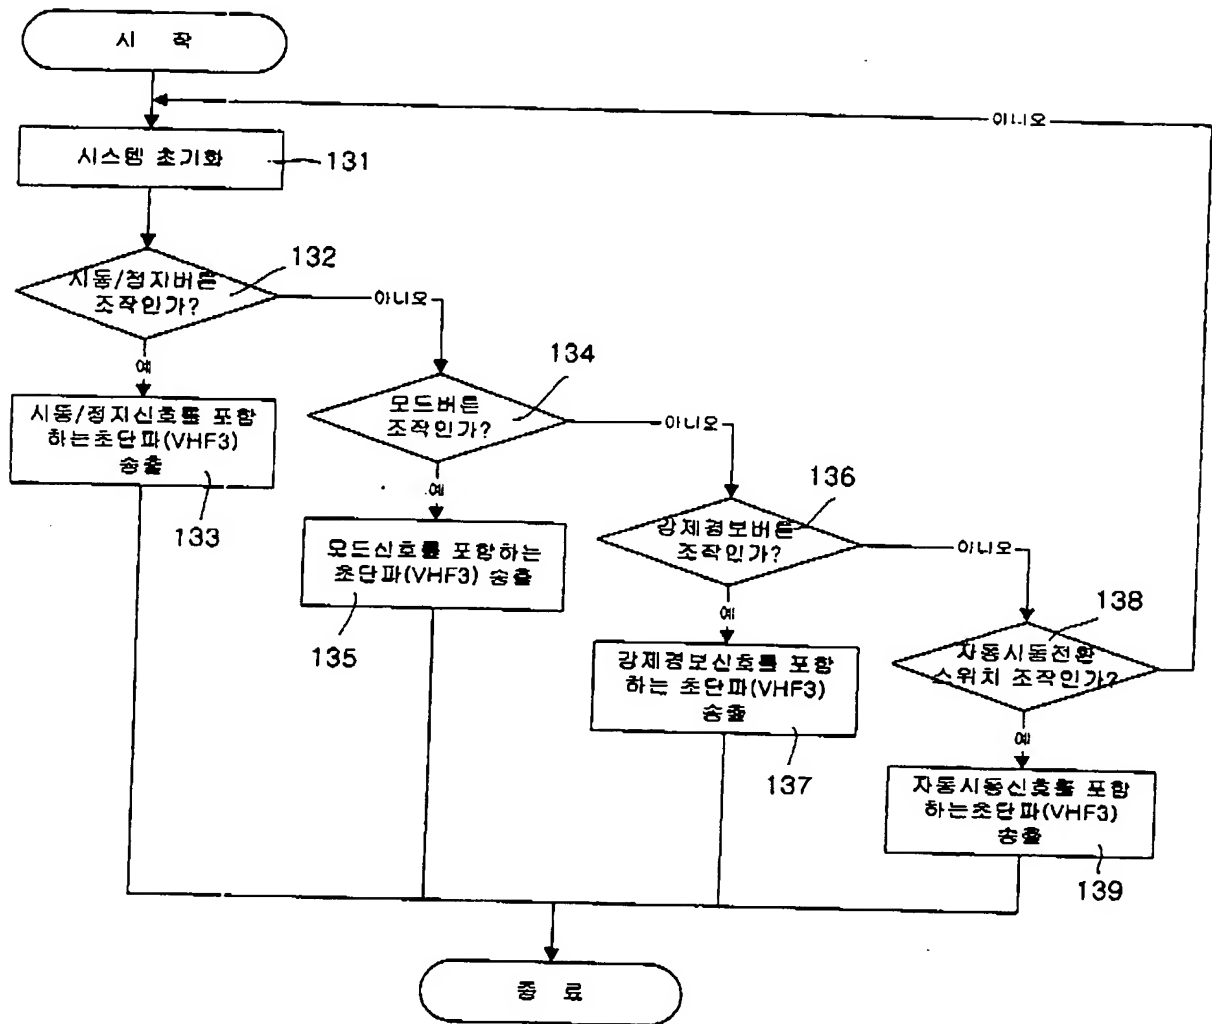 시 작
아니오
시스템 초기화
131
시동/정지버튼
조작인가?
132
아니오
예
시동/정지신호를 포함
하는초단파(VHF3)
송출
133
모드버튼
조작인가?
134
아니오
예
모드신호를 포함하는
초단파(VHF3) 송출
135
강제경보버튼
조작인가?
136
아니오
예
강제경보신호를 포함
하는 초단파(VHF3)
송출
137
자동시동전환
스위치 조작인가?
138
예
자동시동신호를 포함
하는초단파(VHF3)
송출
139
종 료